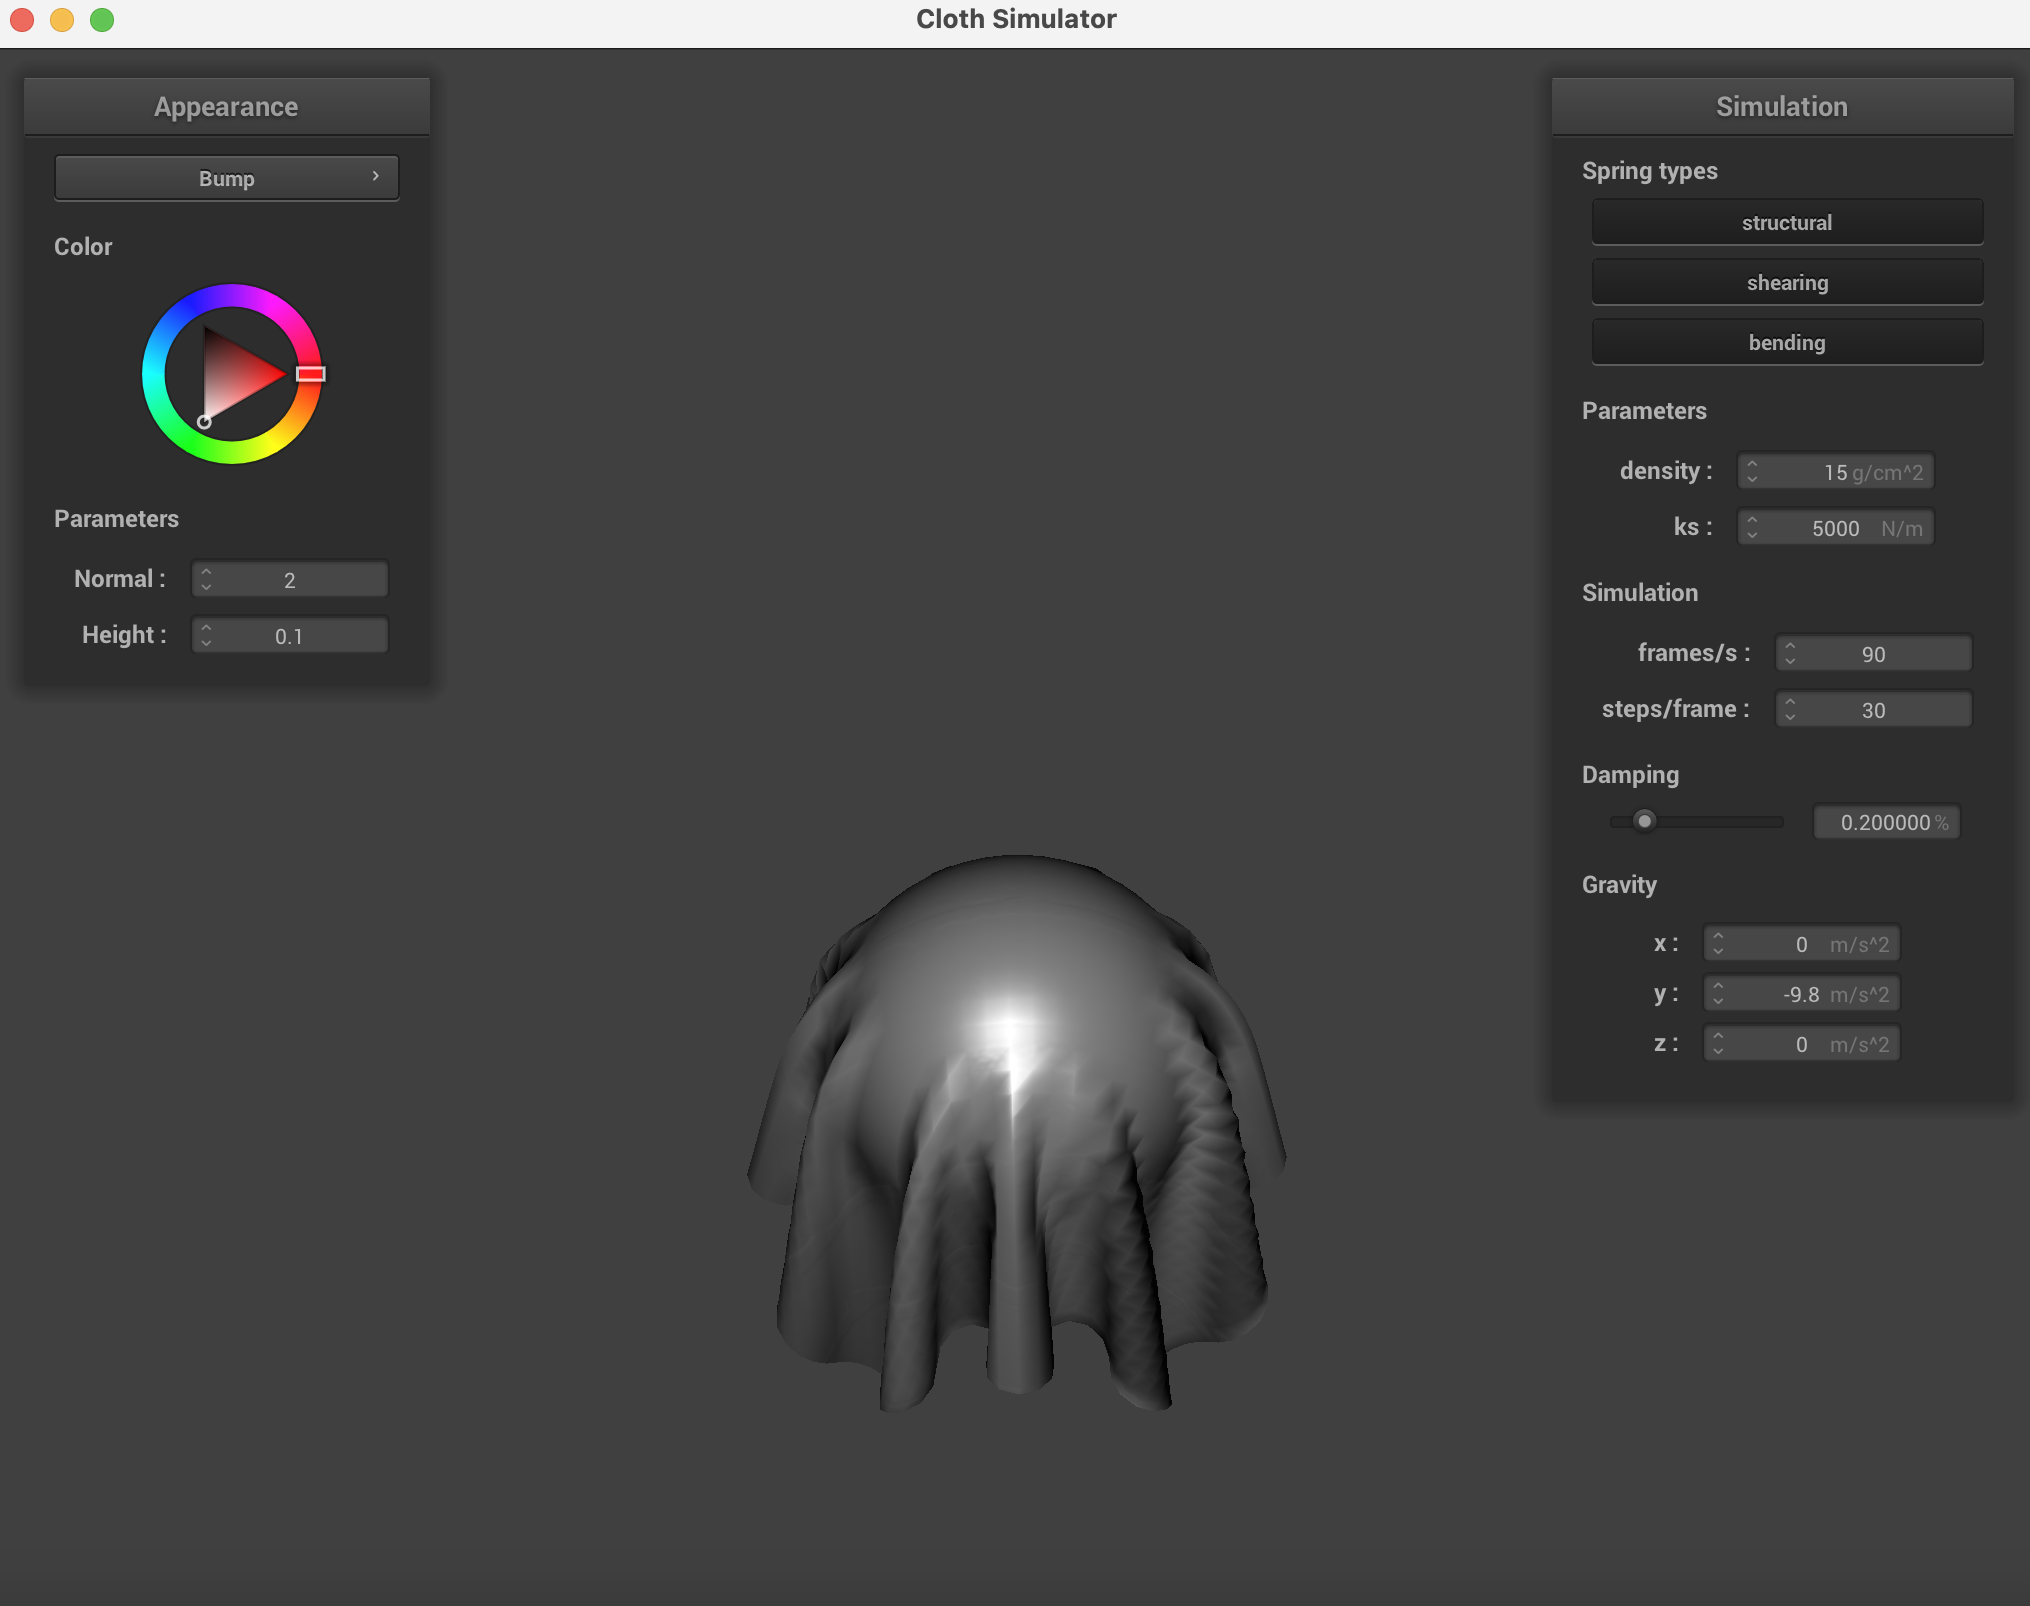 Cloth Simulator
Appearance
Bump
Color
Parameters
Normal : 2
Height : 0.1
Simulation
Spring types
structural
shearing
bending
Parameters
density : 15 g/cm^2
ks : 5000 N/m
Simulation
frames/s : 90
steps/frame : 30
Damping
0.200000 %
Gravity
x : 0 m/s^2
y : -9.8 m/s^2
z : 0 m/s^2